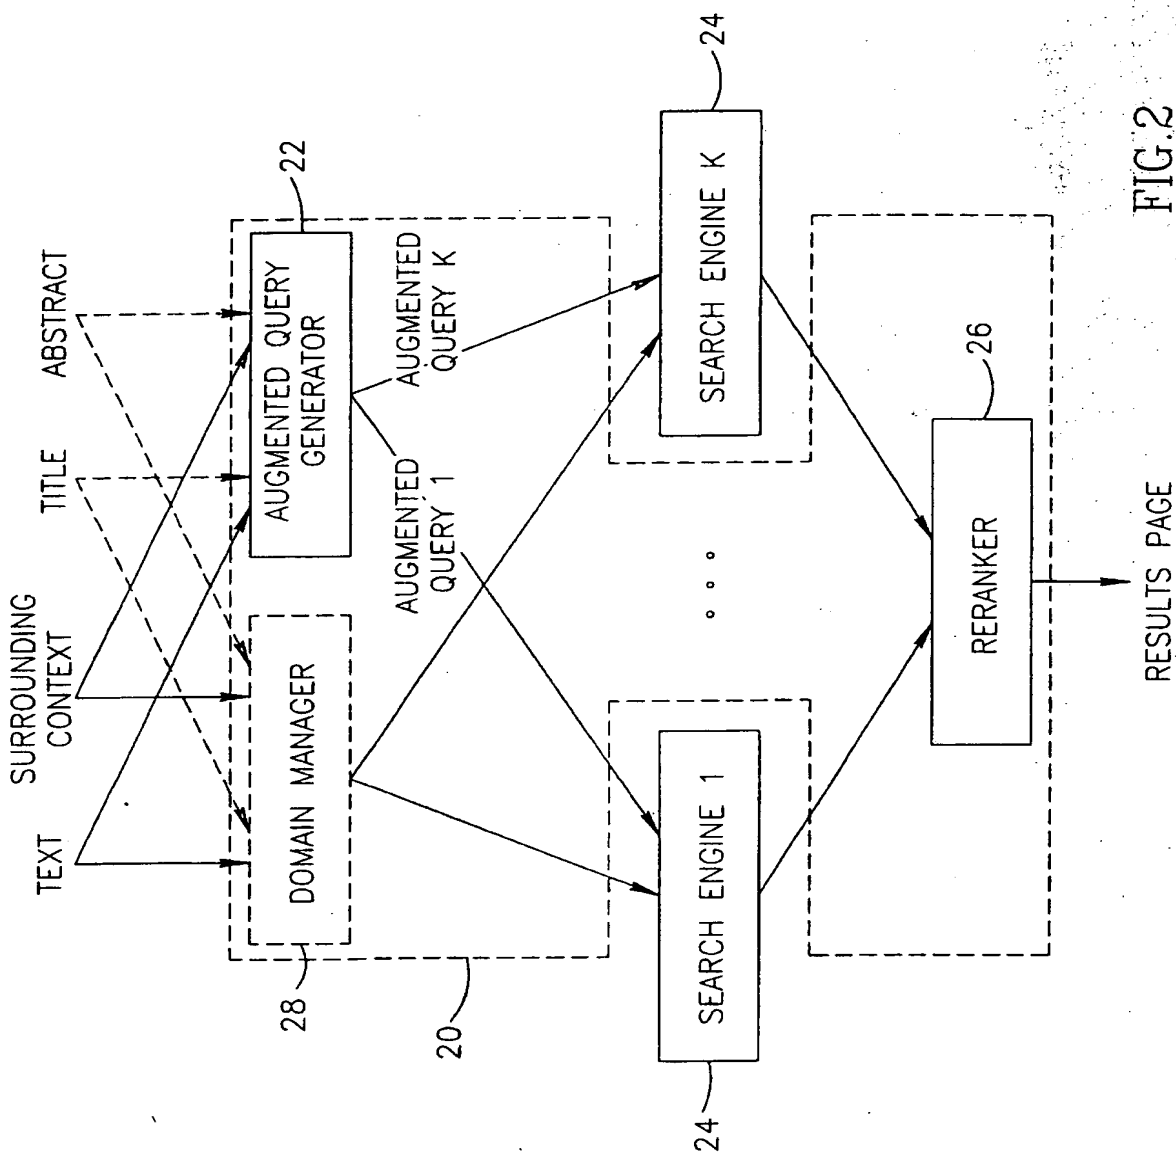 TEXT
SURROUNDING
CONTEXT
TITLE
ABSTRACT
28
DOMAIN MANAGER
AUGMENTED QUERY
GENERATOR
22
20
AUGMENTED
QUERY 1
AUGMENTED
QUERY K
24
SEARCH ENGINE 1
SEARCH ENGINE K
24
RERANKER
26
RESULTS PAGE
FIG.2